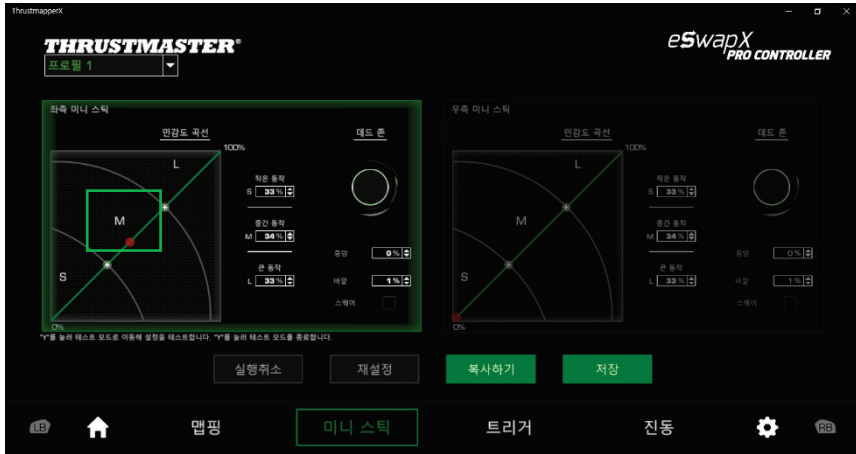 ThrustmapperX
THRUSTMASTER®
eSwapX
PRO CONTROLLER
프로필 1
좌측 미니 스틱
민감도 곡선
데드 존
100%
L
M
S
0%
작은 동작
S 33%
중간 동작
M 34%
큰 동작
L 33%
중앙 0%
바깥 1%
스퀘어
우측 미니 스틱
민감도 곡선
데드 존
100%
L
M
S
0%
작은 동작
S 33%
중간 동작
M 34%
큰 동작
L 33%
중앙 0%
바깥 1%
스퀘어
"Y"를 눌러 테스트 모드로 이동해 설정을 테스트합니다. "Y"를 눌러 테스트 모드를 종료합니다.
실행취소 재설정 복사하기 저장
LB 맵핑 미니 스틱 트리거 진동 RB